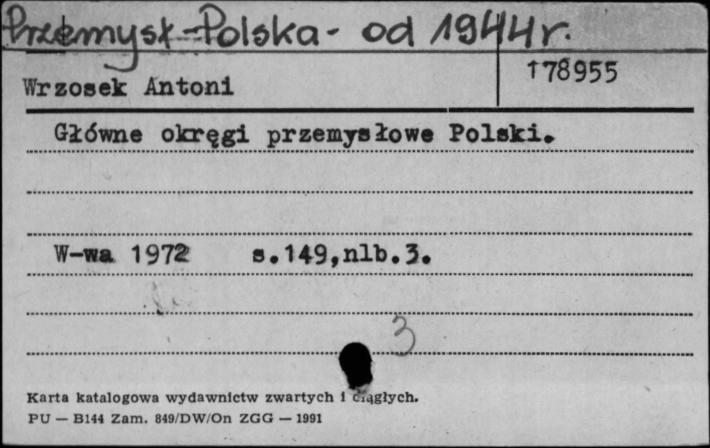 Przemysł-Polska- od 1944r.
178955
Wrzosek Antoni
Główne okręgi przemysłowe Polski.
W-wa 1972 s.149,nlb.3.
3
Karta katalogowa wydawnictw zwartych i ciągłych.
PU — B144 Zam. 849/DW/On ZGG — 1991